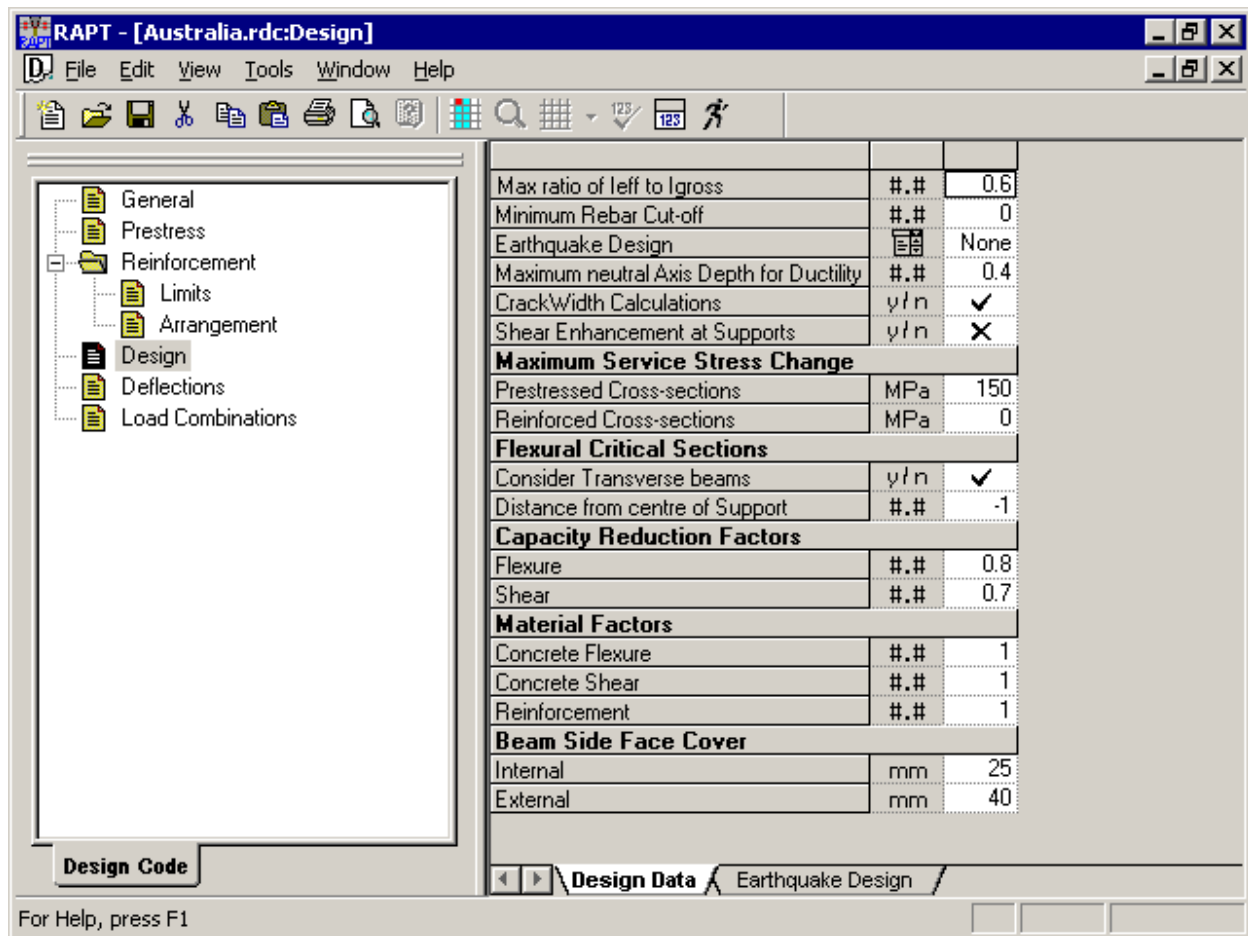 RAPT - [Australia.rdc:Design]
File Edit View Tools Window Help
General
Prestress
Reinforcement
Limits
Arrangement
Design
Deflections
Load Combinations
Design Code
Max ratio of Ieff to Igross #.# 0.6
Minimum Rebar Cut-off #.# 0
Earthquake Design None
Maximum neutral Axis Depth for Ductility #.# 0.4
CrackWidth Calculations y/n
Shear Enhancement at Supports y/n
Maximum Service Stress Change
Prestressed Cross-sections MPa 150
Reinforced Cross-sections MPa 0
Flexural Critical Sections
Consider Transverse beams y/n
Distance from centre of Support #.# -1
Capacity Reduction Factors
Flexure #.# 0.8
Shear #.# 0.7
Material Factors
Concrete Flexure #.# 1
Concrete Shear #.# 1
Reinforcement #.# 1
Beam Side Face Cover
Internal mm 25
External mm 40
Design Data Earthquake Design
For Help, press F1